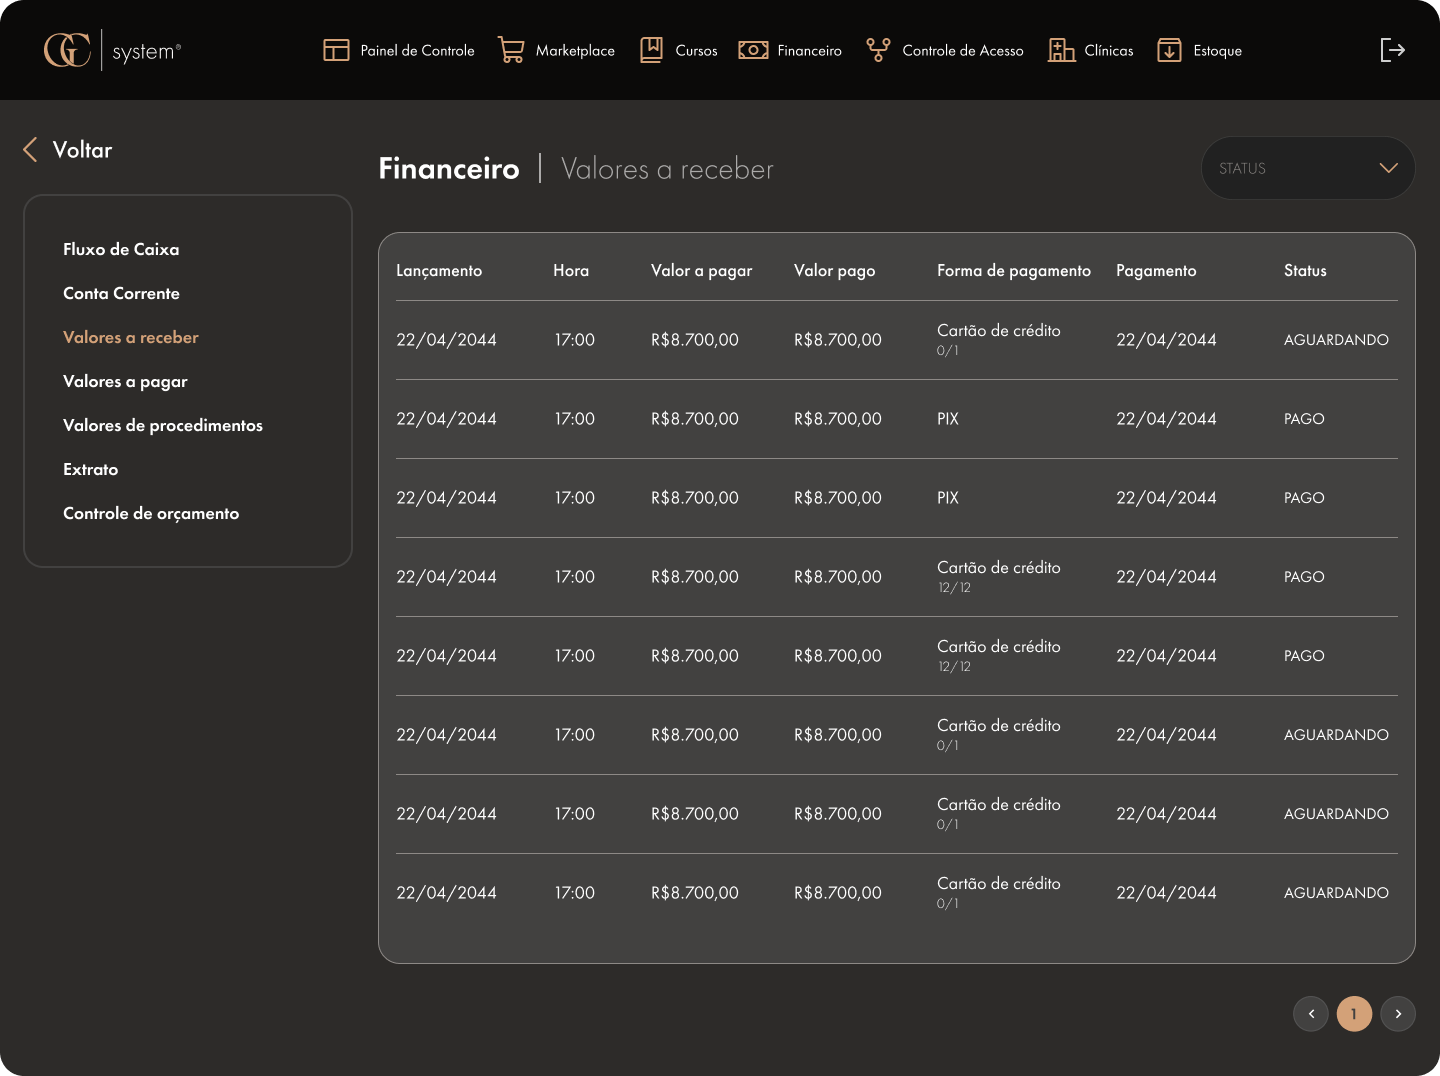 GC system®
Painel de Controle
Marketplace
Cursos
Financeiro
Controle de Acesso
Clínicas
Estoque
Voltar
Fluxo de Caixa
Conta Corrente
Valores a receber
Valores a pagar
Valores de procedimentos
Extrato
Controle de orçamento
Financeiro | Valores a receber
STATUS
Lançamento Hora Valor a pagar Valor pago Forma de pagamento Pagamento Status
22/04/2044 17:00 R$8.700,00 R$8.700,00 Cartão de crédito 22/04/2044 AGUARDANDO
0/1
22/04/2044 17:00 R$8.700,00 R$8.700,00 PIX 22/04/2044 PAGO
22/04/2044 17:00 R$8.700,00 R$8.700,00 PIX 22/04/2044 PAGO
22/04/2044 17:00 R$8.700,00 R$8.700,00 Cartão de crédito 22/04/2044 PAGO
12/12
22/04/2044 17:00 R$8.700,00 R$8.700,00 Cartão de crédito 22/04/2044 PAGO
12/12
22/04/2044 17:00 R$8.700,00 R$8.700,00 Cartão de crédito 22/04/2044 AGUARDANDO
0/1
22/04/2044 17:00 R$8.700,00 R$8.700,00 Cartão de crédito 22/04/2044 AGUARDANDO
0/1
22/04/2044 17:00 R$8.700,00 R$8.700,00 Cartão de crédito 22/04/2044 AGUARDANDO
0/1
1